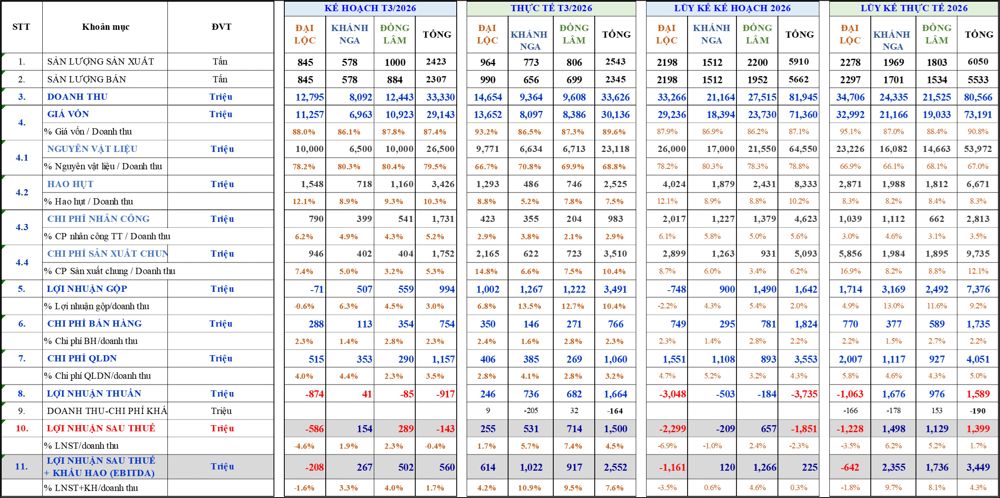 KẾ HOẠCH T3/2026 THỰC TẾ T3/2026 LŨY KẾ KẾ HOẠCH 2026 LŨY KẾ THỰC TẾ 2026
STT Khoản mục ĐVT ĐẠI LỘC KHÁNH NGA ĐỒNG LÂM TỔNG ĐẠI LỘC KHÁNH NGA ĐỒNG LÂM TỔNG ĐẠI LỘC KHÁNH NGA ĐỒNG LÂM TỔNG ĐẠI LỘC KHÁNH NGA ĐỒNG LÂM TỔNG
1. SẢN LƯỢNG SẢN XUẤT Tấn 845 578 1000 2423 964 773 806 2543 2198 1512 2200 5910 2278 1969 1803 6050
2. SẢN LƯỢNG BÁN Tấn 845 578 884 2307 990 656 699 2345 2198 1512 1952 5662 2297 1701 1534 5533
3. DOANH THU Triệu 12,795 8,092 12,443 33,330 14,654 9,364 9,608 33,626 33,266 21,164 27,515 81,945 34,706 24,335 21,525 80,566
4. GIÁ VỐN Triệu 11,257 6,963 10,923 29,143 13,652 8,097 8,386 30,136 29,236 18,394 23,730 71,360 32,992 21,166 19,033 73,191
% Giá vốn / Doanh thu 88.0% 86.1% 87.8% 87.4% 93.2% 86.5% 87.3% 89.6% 87.9% 86.9% 86.2% 87.1% 95.1% 87.0% 88.4% 90.8%
4.1 NGUYÊN VẬT LIỆU Triệu 10,000 6,500 10,000 26,500 9,771 6,634 6,713 23,118 26,000 17,000 21,550 64,550 23,226 16,082 14,663 53,972
% Nguyên vật liệu / Doanh thu 78.2% 80.3% 80.4% 79.5% 66.7% 70.8% 69.9% 68.8% 78.2% 80.3% 78.3% 78.8% 66.9% 66.1% 68.1% 67.0%
4.2 HAO HỤT Triệu 1,548 718 1,160 3,426 1,293 486 746 2,525 4,024 1,879 2,431 8,333 2,871 1,988 1,812 6,671
% Hao hụt / Doanh thu 12.1% 8.9% 9.3% 10.3% 8.8% 5.2% 7.8% 7.5% 12.1% 8.9% 8.8% 10.2% 8.3% 8.2% 8.4% 8.3%
4.3 CHI PHÍ NHÂN CÔNG Triệu 790 399 541 1,731 423 355 204 983 2,017 1,227 1,379 4,623 1,039 1,112 662 2,813
% CP nhân công TT / Doanh thu 6.2% 4.9% 4.3% 5.2% 2.9% 3.8% 2.1% 2.9% 6.1% 5.8% 5.0% 5.6% 3.0% 4.6% 3.1% 3.5%
4.4 CHI PHÍ SẢN XUẤT CHUN Triệu 946 402 404 1,752 2,165 622 723 3,510 2,899 1,263 931 5,093 5,856 1,984 1,895 9,735
% CP Sản xuất chung / Doanh thu 7.4% 5.0% 3.2% 5.3% 14.8% 6.6% 7.5% 10.4% 8.7% 6.0% 3.4% 6.2% 16.9% 8.2% 8.8% 12.1%
5. LỢI NHUẬN GỘP Triệu -71 507 559 994 1,002 1,267 1,222 3,491 -748 900 1,490 1,642 1,714 3,169 2,492 7,376
% Lợi nhuận gộp/doanh thu -0.6% 6.3% 4.5% 3.0% 6.8% 13.5% 12.7% 10.4% -2.2% 4.3% 5.4% 2.0% 4.9% 13.0% 11.6% 9.2%
6. CHI PHÍ BÁN HÀNG Triệu 288 113 354 754 350 146 271 766 749 295 781 1,824 770 377 589 1,735
% Chi phí BH/doanh thu 2.3% 1.4% 2.8% 2.3% 2.4% 1.6% 2.8% 2.3% 2.3% 1.4% 2.8% 2.2% 2.2% 1.5% 2.7% 2.2%
7. CHI PHÍ QLDN Triệu 515 353 290 1,157 406 385 269 1,060 1,551 1,108 893 3,553 2,007 1,117 927 4,051
% Chi phí QLDN/doanh thu 4.0% 4.4% 2.3% 3.5% 2.8% 4.1% 2.8% 3.2% 4.7% 5.2% 3.2% 4.3% 5.8% 4.6% 4.3% 5.0%
8. LỢI NHUẬN THUẦN Triệu -874 41 -85 -917 246 736 682 1,664 -3,048 -503 -184 -3,735 -1,063 1,676 976 1,589
9. DOANH THU-CHI PHÍ KHÁ Triệu 9 -205 32 -164 -166 -178 153 -190
10. LỢI NHUẬN SAU THUẾ Triệu -586 154 289 -143 255 531 714 1,500 -2,299 -209 657 -1,851 -1,228 1,498 1,129 1,399
% LNST/doanh thu -4.6% 1.9% 2.3% -0.4% 1.7% 5.7% 7.4% 4.5% -6.9% -1.0% 2.4% -2.3% -3.5% 6.2% 5.2% 1.7%
11. LỢI NHUẬN SAU THUẾ
+ KHẤU HAO (EBITDA) Triệu -208 267 502 560 614 1,022 917 2,552 -1,161 120 1,266 225 -642 2,355 1,736 3,449
% LNST+KH/doanh thu -1.6% 3.3% 4.0% 1.7% 4.2% 10.9% 9.5% 7.6% -3.5% 0.6% 4.6% 0.3% -1.8% 9.7% 8.1% 4.3%